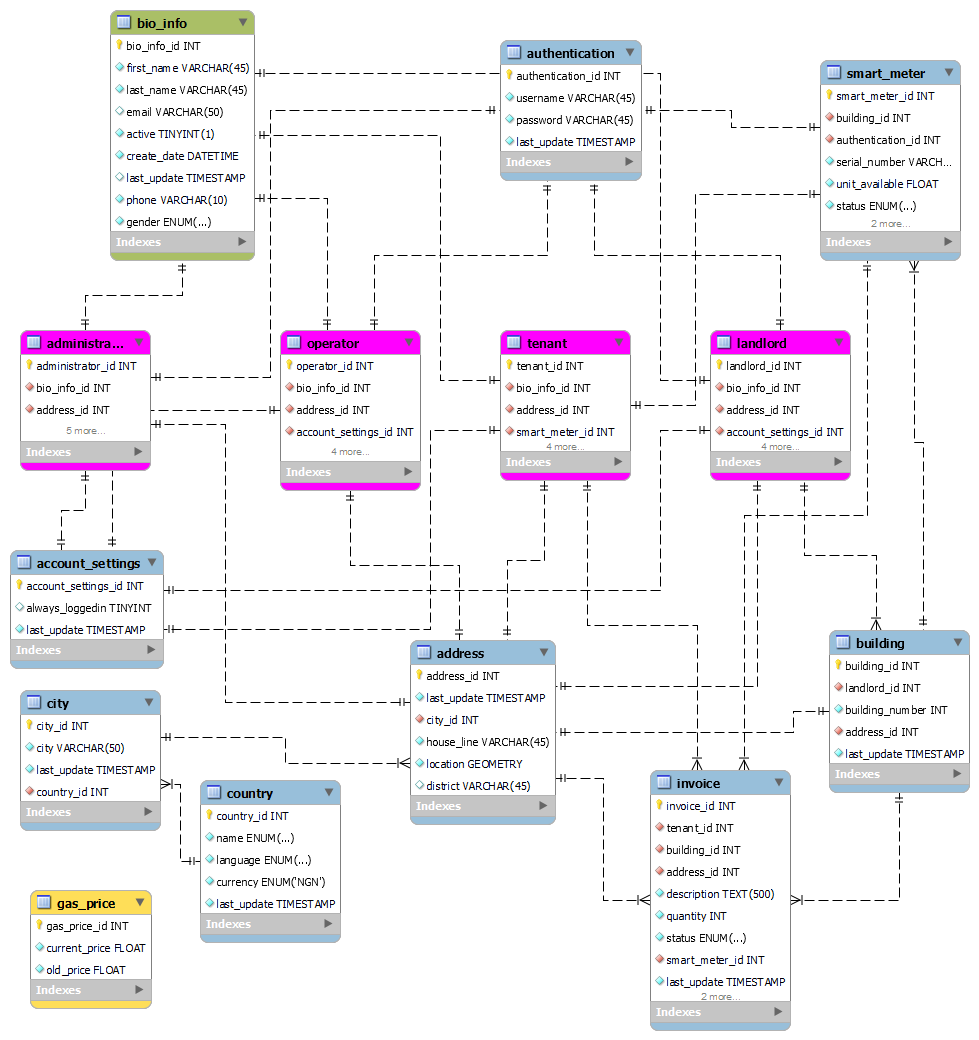 bio_info
bio_info_id INT
first_name VARCHAR(45)
last_name VARCHAR(45)
email VARCHAR(50)
active TINYINT(1)
create_date DATETIME
last_update TIMESTAMP
phone VARCHAR(10)
gender ENUM(...)
Indexes
authentication
authentication_id INT
username VARCHAR(45)
password VARCHAR(45)
last_update TIMESTAMP
Indexes
smart_meter
smart_meter_id INT
building_id INT
authentication_id INT
serial_number VARCH...
unit_available FLOAT
status ENUM(...)
2 more...
Indexes
administra...
administrator_id INT
bio_info_id INT
address_id INT
5 more...
Indexes
operator
operator_id INT
bio_info_id INT
address_id INT
account_settings_id INT
4 more...
Indexes
tenant
tenant_id INT
bio_info_id INT
address_id INT
smart_meter_id INT
4 more...
Indexes
landlord
landlord_id INT
bio_info_id INT
address_id INT
account_settings_id INT
4 more...
Indexes
account_settings
account_settings_id INT
always_loggedin TINYINT
last_update TIMESTAMP
Indexes
address
address_id INT
last_update TIMESTAMP
city_id INT
house_line VARCHAR(45)
location GEOMETRY
district VARCHAR(45)
Indexes
building
building_id INT
landlord_id INT
building_number INT
address_id INT
last_update TIMESTAMP
Indexes
city
city_id INT
city VARCHAR(50)
last_update TIMESTAMP
country_id INT
Indexes
country
country_id INT
name ENUM(...)
language ENUM(...)
currency ENUM('NGN')
last_update TIMESTAMP
Indexes
invoice
invoice_id INT
tenant_id INT
building_id INT
address_id INT
description TEXT(500)
quantity INT
status ENUM(...)
smart_meter_id INT
last_update TIMESTAMP
2 more...
Indexes
gas_price
gas_price_id INT
current_price FLOAT
old_price FLOAT
Indexes